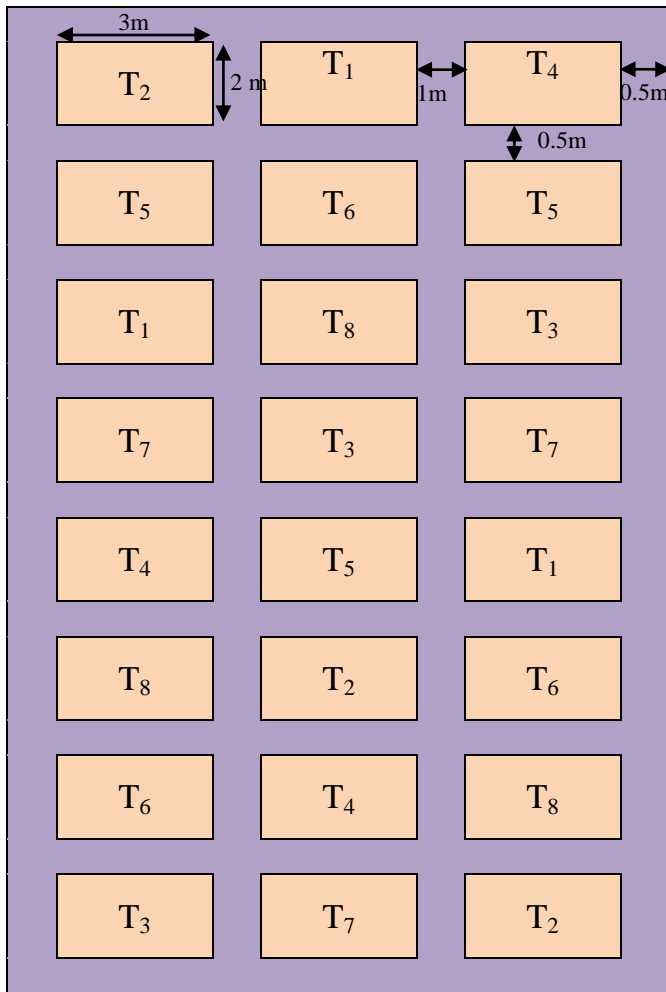 3m
T₂ 2 m T₁ 1m T₄ 0.5m
0.5m
T₅ T₆ T₅
T₁ T₈ T₃
T₇ T₃ T₇
T₄ T₅ T₁
T₈ T₂ T₆
T₆ T₄ T₈
T₃ T₇ T₂